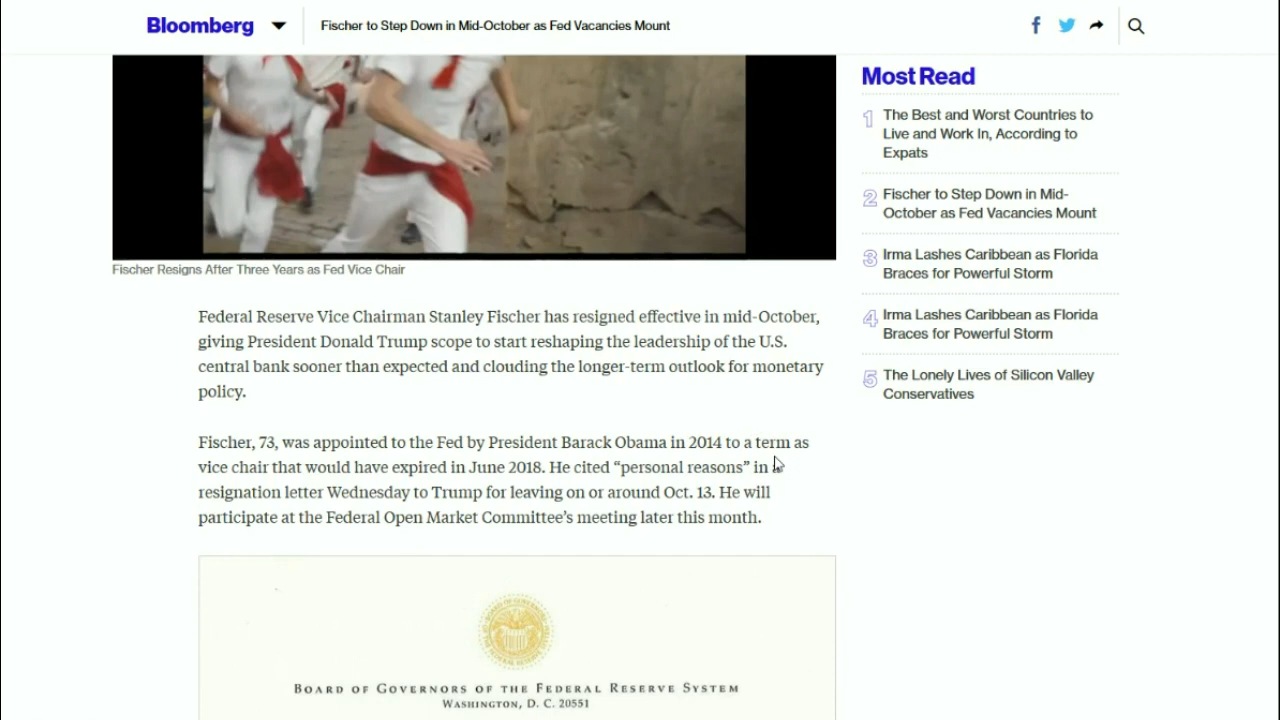 Bloomberg
Fischer to Step Down in Mid-October as Fed Vacancies Mount
Fischer Resigns After Three Years as Fed Vice Chair
Federal Reserve Vice Chairman Stanley Fischer has resigned effective in mid-October,
giving President Donald Trump scope to start reshaping the leadership of the U.S.
central bank sooner than expected and clouding the longer-term outlook for monetary
policy.
Fischer, 73, was appointed to the Fed by President Barack Obama in 2014 to a term as
vice chair that would have expired in June 2018. He cited “personal reasons” in
resignation letter Wednesday to Trump for leaving on or around Oct. 13. He will
participate at the Federal Open Market Committee’s meeting later this month.
BOARD OF GOVERNORS OF THE FEDERAL RESERVE SYSTEM
WASHINGTON, D. C. 20551
Most Read
1 The Best and Worst Countries to
Live and Work In, According to
Expats
2 Fischer to Step Down in Mid-
October as Fed Vacancies Mount
3 Irma Lashes Caribbean as Florida
Braces for Powerful Storm
4 Irma Lashes Caribbean as Florida
Braces for Powerful Storm
5 The Lonely Lives of Silicon Valley
Conservatives